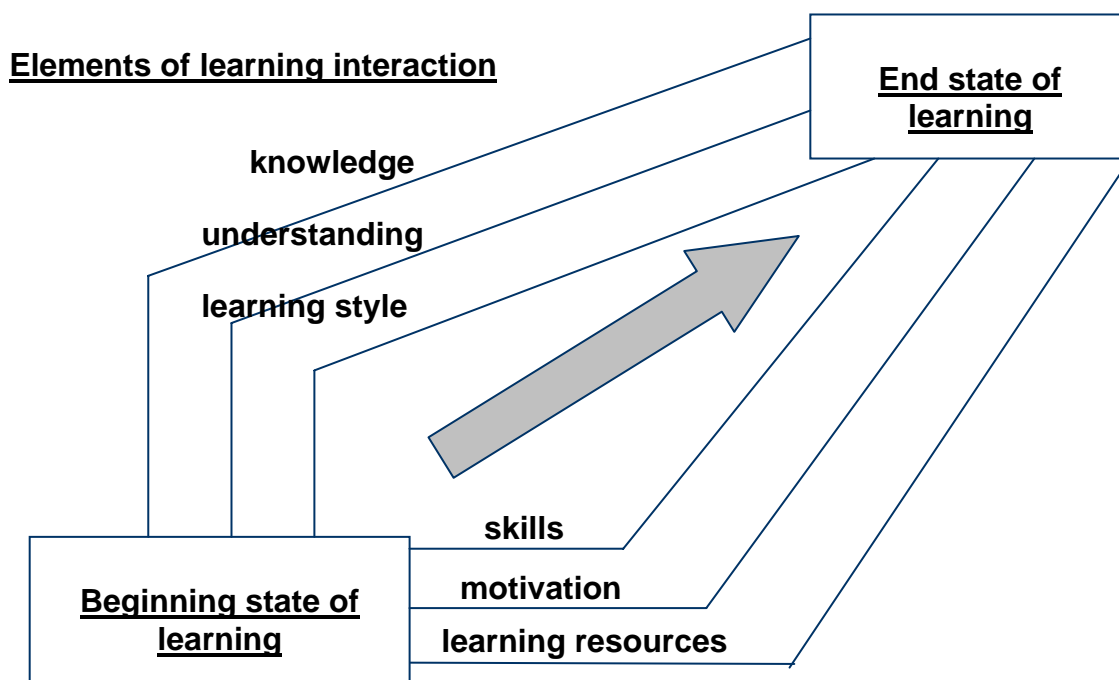 Elements of learning interaction
End state of
learning
knowledge
understanding
learning style
skills
motivation
Beginning state of
learning
learning resources